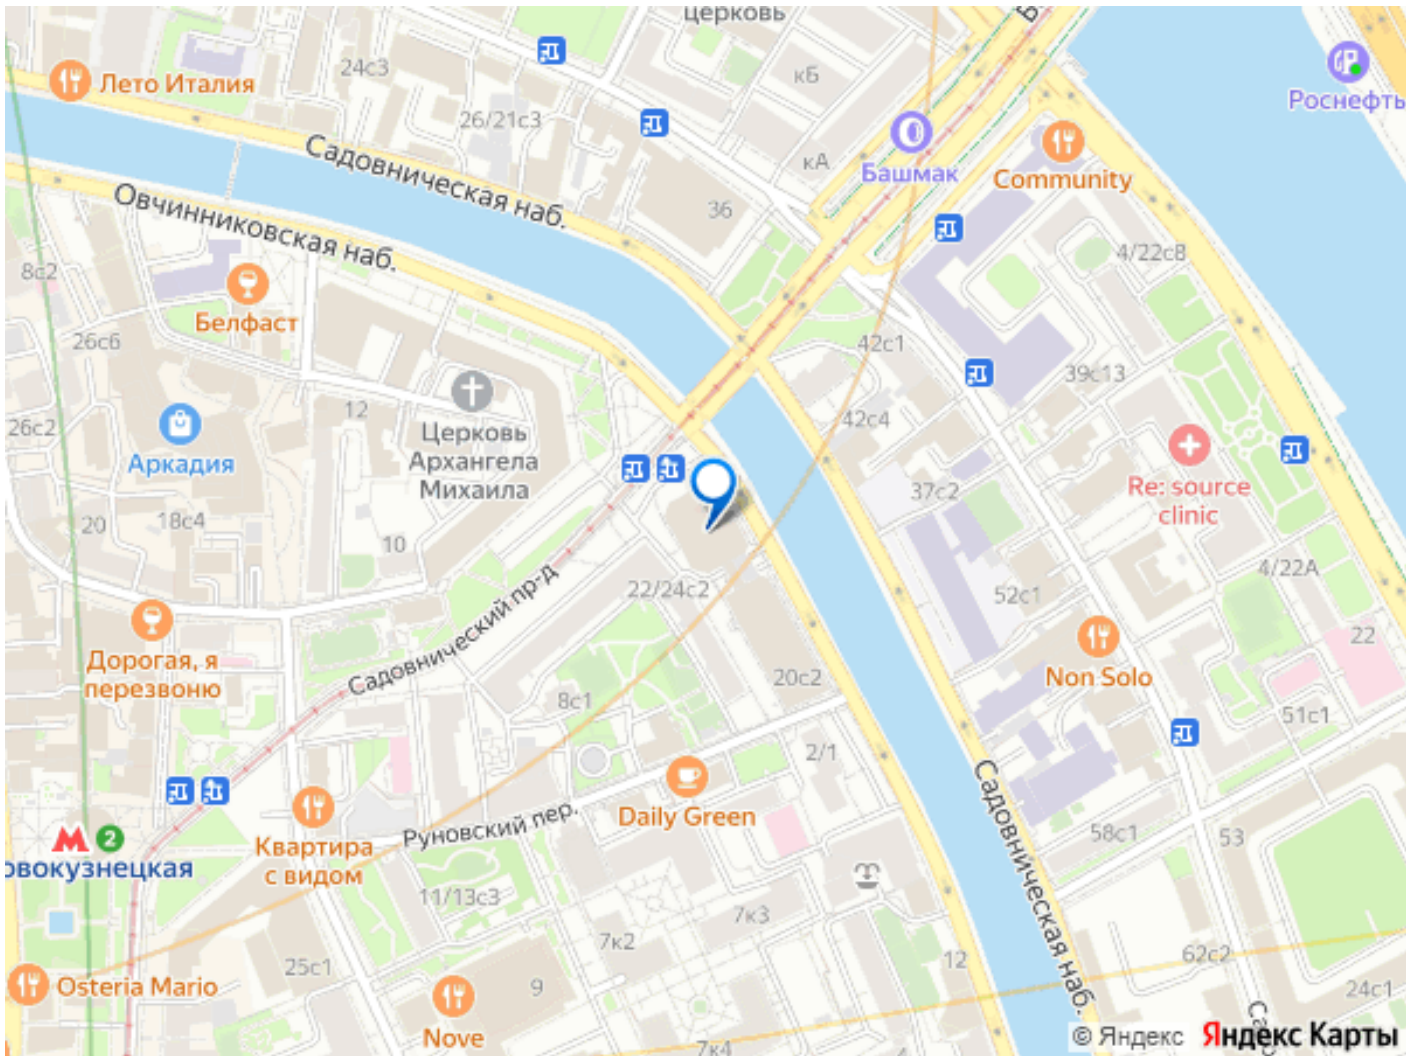 церковь
24с3
кБ
Лето Италия
Роснефть
26/21с3
Садовническая наб.
кА
Башмак
Community
Овчинниковская наб.
36
4/22с8
8с2
Белфаст
26с6
42с1
39с13
12
42с4
26с2
Церковь
Архангела
Михаила
Аркадия
Re: source
clinic
37с2
20
18с4
10
22/24с2
4/22А
52с1
Садовнический пр-д
22
Дорогая, я
перезвоню
Non Solo
20с2
8с1
51с1
2/1
Daily Green
Руновский пер.
Садовническая наб.
58с1
53
2
овокузнецкая
Квартира
с видом
11/13с3
7к3
7к2
12
62с2
25с1
9
Osteria Mario
24с1
Nove
7к4
© Яндекс Яндекс Карты